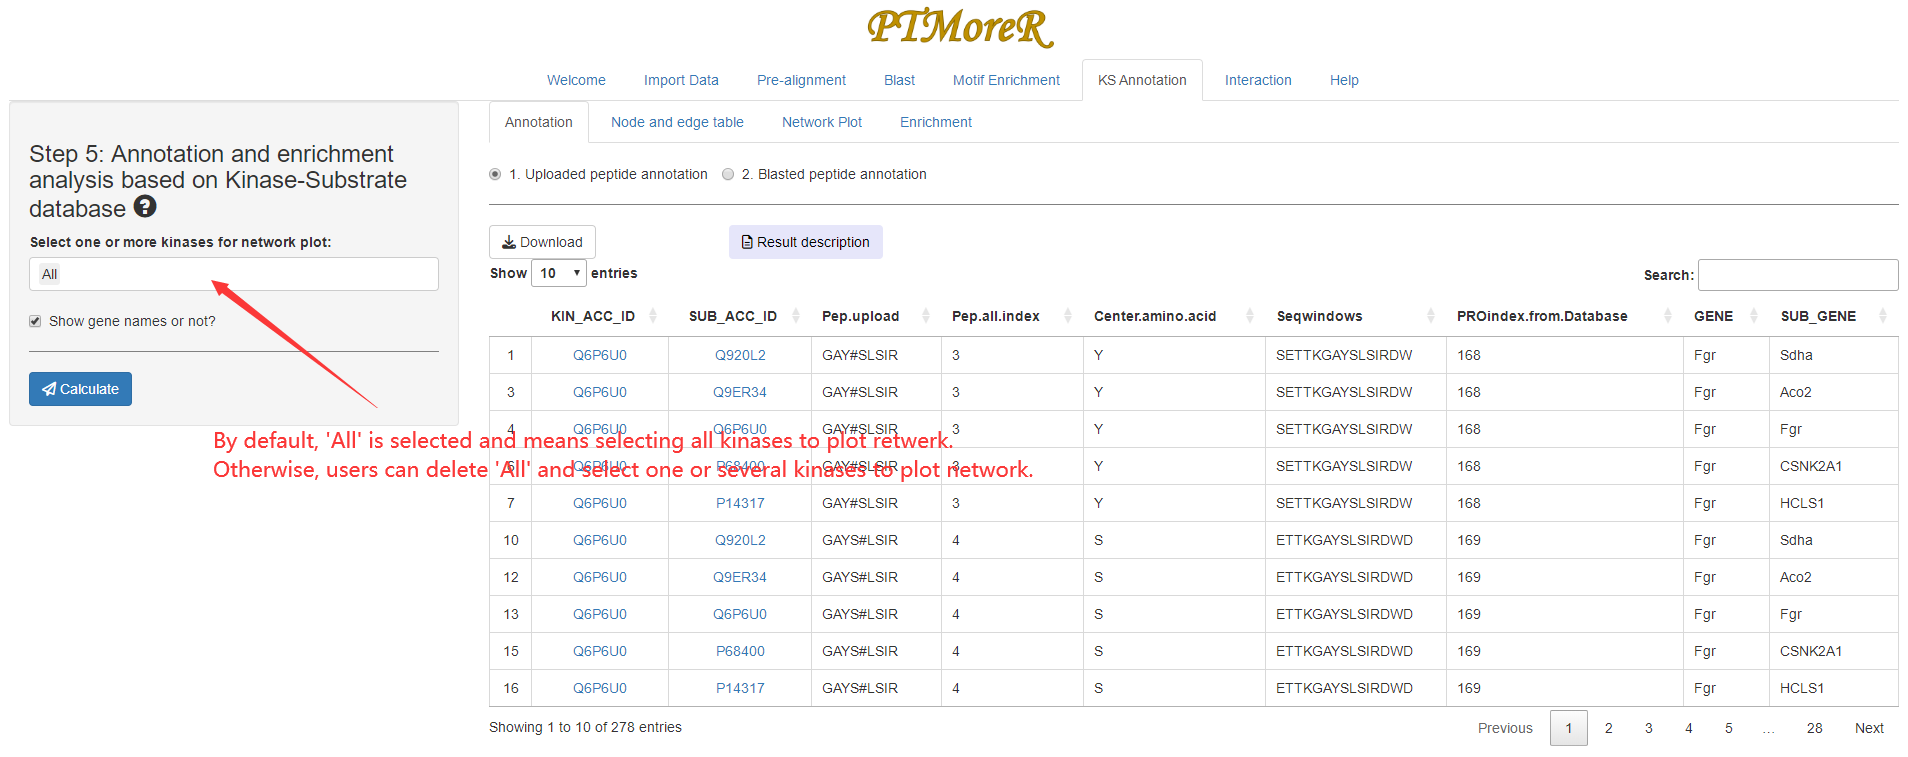 PTMoreR
Welcome Import Data Pre-alignment Blast Motif Enrichment KS Annotation Interaction Help
Annotation Node and edge table Network Plot Enrichment
Step 5: Annotation and enrichment
analysis based on Kinase-Substrate
database ?
Select one or more kinases for network plot:
All
Show gene names or not?
Calculate
1. Uploaded peptide annotation 2. Blasted peptide annotation
Download Result description
Show 10 entries Search:
KIN_ACC_ID SUB_ACC_ID Pep.upload Pep.all.index Center.amino.acid Seqwindows PROindex.from.Database GENE SUB_GENE
1 Q6P6U0 Q920L2 GAY#SLSIR 3 Y SETTKGAYSLSIRDW 168 Fgr Sdha
3 Q6P6U0 Q9ER34 GAY#SLSIR 3 Y SETTKGAYSLSIRDW 168 Fgr Aco2
4 Q6P6U0 Q6P6U0 GAY#SLSIR 3 Y SETTKGAYSLSIRDW 168 Fgr Fgr
By default, 'All' is selected and means selecting all kinases to plot retwerk.
6 Q6P6U0 P68400 GAY#SLSIR 3 Y SETTKGAYSLSIRDW 168 Fgr CSNK2A1
Otherwise, users can delete 'All' and select one or several kinases to plot network.
7 Q6P6U0 P14317 GAY#SLSIR 3 Y SETTKGAYSLSIRDW 168 Fgr HCLS1
10 Q6P6U0 Q920L2 GAYS#LSIR 4 S ETTKGAYSLSIRDWD 169 Fgr Sdha
12 Q6P6U0 Q9ER34 GAYS#LSIR 4 S ETTKGAYSLSIRDWD 169 Fgr Aco2
13 Q6P6U0 Q6P6U0 GAYS#LSIR 4 S ETTKGAYSLSIRDWD 169 Fgr Fgr
15 Q6P6U0 P68400 GAYS#LSIR 4 S ETTKGAYSLSIRDWD 169 Fgr CSNK2A1
16 Q6P6U0 P14317 GAYS#LSIR 4 S ETTKGAYSLSIRDWD 169 Fgr HCLS1
Showing 1 to 10 of 278 entries Previous 1 2 3 4 5 … 28 Next